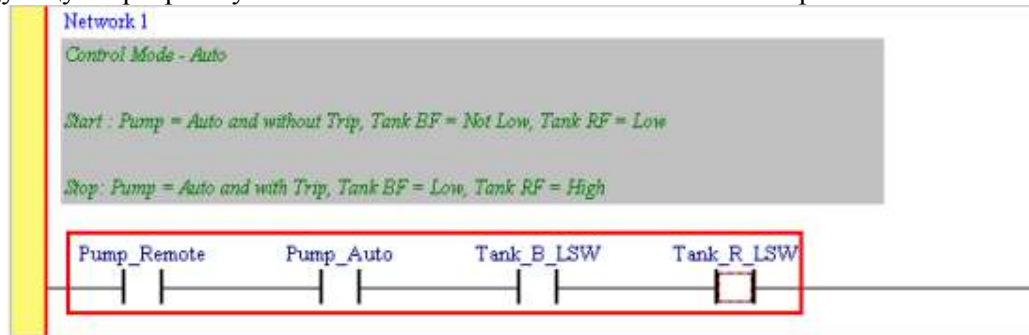 Network 1
Control Mode - Auto
Start : Pump = Auto and without Trip, Tank BF = Not Low, Tank RF = Low
Stop: Pump = Auto and with Trip, Tank BF = Low, Tank RF = High
Pump_Remote Pump_Auto Tank_B_LSW Tank_R_LSW